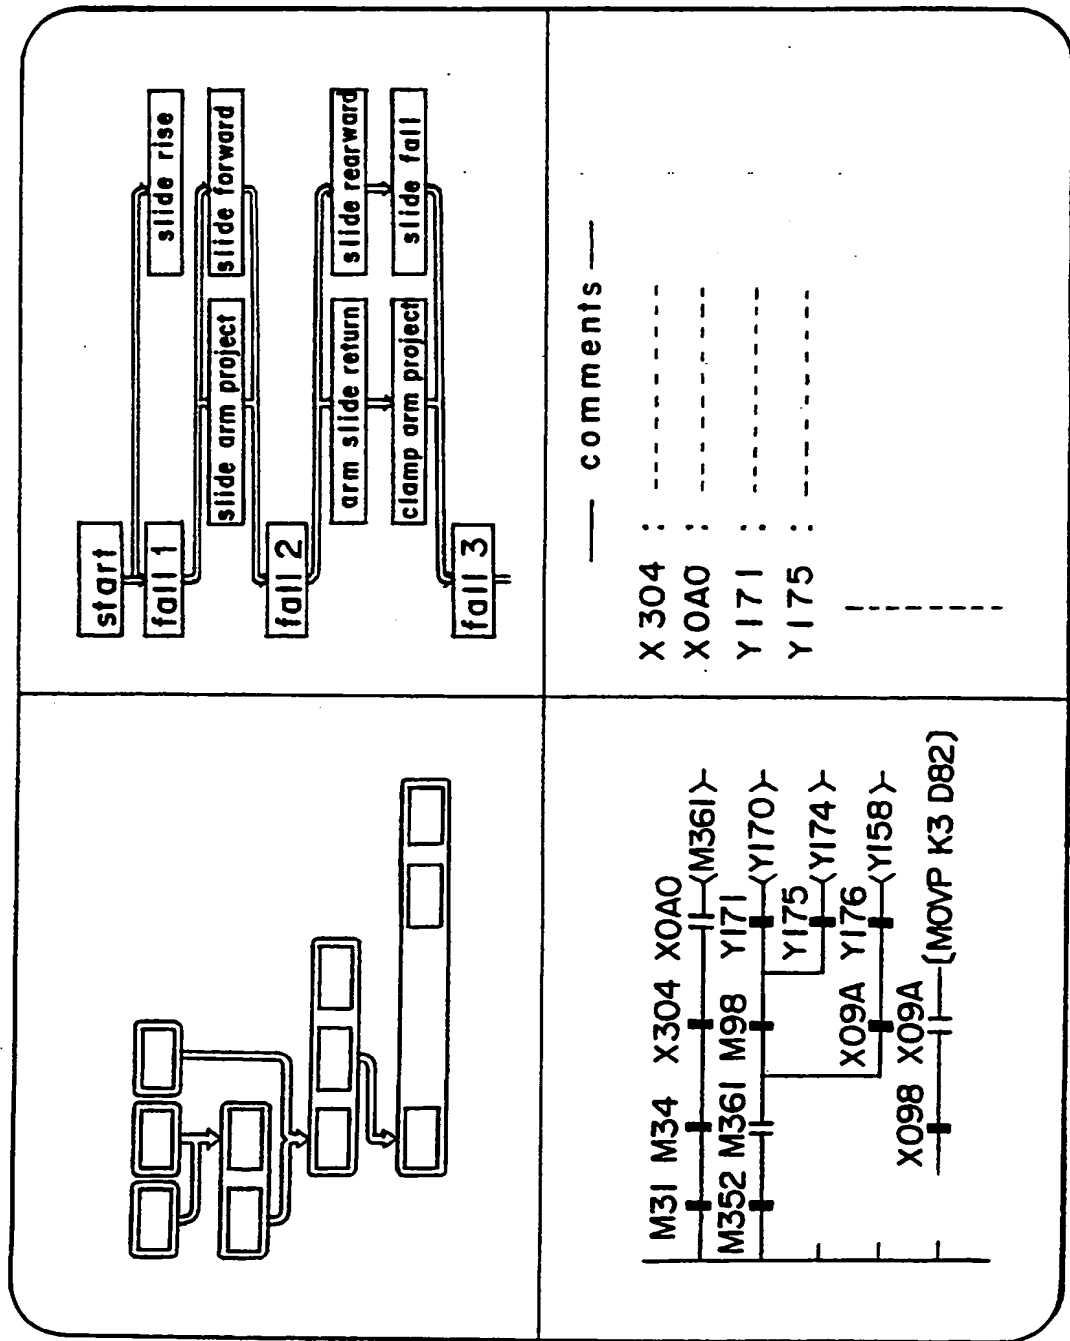 start
fall 1 slide rise
slide arm project slide forward
fall 2
arm slide return slide rearward
clamp arm project slide fall
fall 3
M31 M34 X304 X0A0
(M361)
M352 M361 M98 Y171
(Y170)
Y175
(Y174)
X09A Y176
(Y158)
X098 X09A
[MOVP K3 D82]
comments
X304 :
X0A0 :
Y171 :
Y175 :